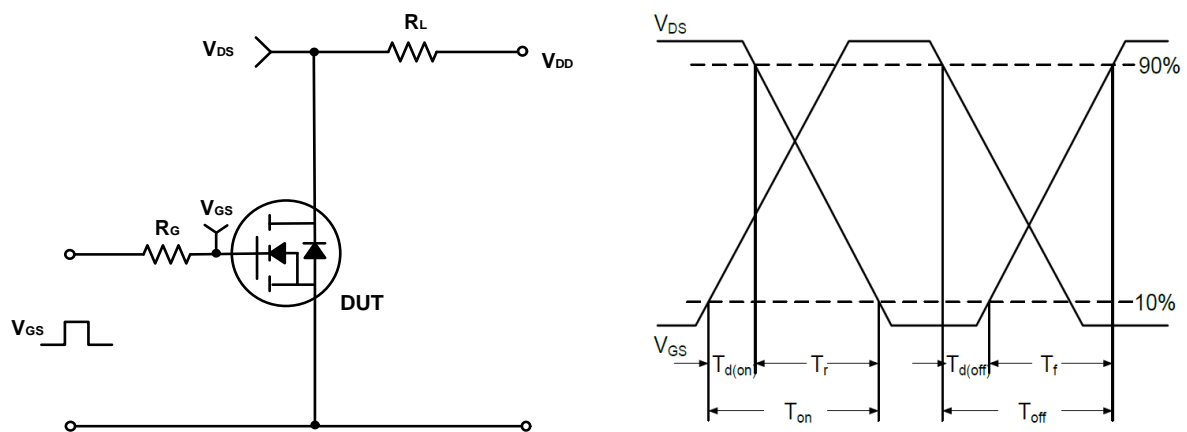 RL
VDS
VDD
VGS
RG
DUT
VGS
VDS
90%
10%
VGS
Td(on)
Tr
Td(off)
Tf
Ton
Toff